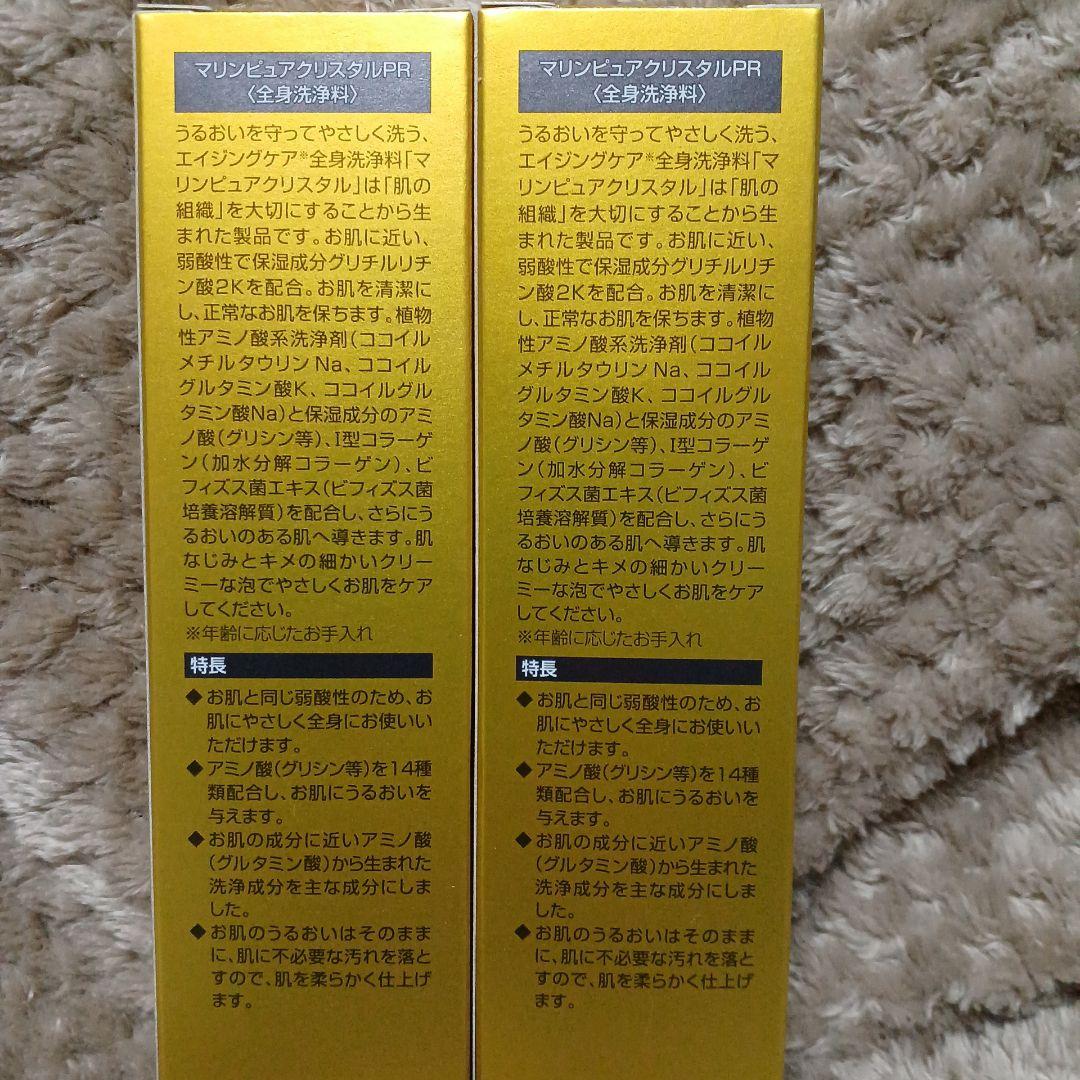 マリンピュアクリスタルPR
〈全身洗浄料〉
うるおいを守ってやさしく洗う、
エイジングケア※全身洗浄料「マ
リンピュアクリスタル」は「肌の
組織」を大切にすることから生
まれた製品です。お肌に近い、
弱酸性で保湿成分グリチルリチ
ン酸2Kを配合。お肌を清潔に
し、正常なお肌を保ちます。植物
性アミノ酸系洗浄剤(ココイル
メチルタウリンNa、ココイル
グルタミン酸K、ココイルグル
タミン酸Na)と保湿成分のアミ
ノ酸(グリシン等)、I型コラーゲ
ン(加水分解コラーゲン)、ビ
フィズス菌エキス(ビフィズス菌
培養溶解質)を配合し、さらにう
るおいのある肌へ導きます。肌
なじみとキメの細かいクリー
ミーな泡でやさしくお肌をケア
してください。
※年齢に応じたお手入れ
特長
◆お肌と同じ弱酸性のため、お
肌にやさしく全身にお使いい
ただけます。
◆アミノ酸(グリシン等)を14種
類配合し、お肌にうるおいを
与えます。
◆お肌の成分に近いアミノ酸
(グルタミン酸)から生まれた
洗浄成分を主な成分にしま
した。
◆お肌のうるおいはそのまま
に、肌に不必要な汚れを落と
すので、肌を柔らかく仕上げ
ます。
マリンピュアクリスタルPR
〈全身洗浄料〉
うるおいを守ってやさしく洗う、
エイジングケア※全身洗浄料「マ
リンピュアクリスタル」は「肌の
組織」を大切にすることから生
まれた製品です。お肌に近い、
弱酸性で保湿成分グリチルリチ
ン酸2Kを配合。お肌を清潔に
し、正常なお肌を保ちます。植物
性アミノ酸系洗浄剤(ココイル
メチルタウリンNa、ココイル
グルタミン酸K、ココイルグル
タミン酸Na)と保湿成分のアミ
ノ酸(グリシン等)、I型コラーゲ
ン(加水分解コラーゲン)、ビ
フィズス菌エキス(ビフィズス菌
培養溶解質)を配合し、さらにう
るおいのある肌へ導きます。肌
なじみとキメの細かいクリー
ミーな泡でやさしくお肌をケア
してください。
※年齢に応じたお手入れ
特長
◆お肌と同じ弱酸性のため、お
肌にやさしく全身にお使いい
ただけます。
◆アミノ酸(グリシン等)を14種
類配合し、お肌にうるおいを
与えます。
◆お肌の成分に近いアミノ酸
(グルタミン酸)から生まれた
洗浄成分を主な成分にしま
した。
◆お肌のうるおいはそのまま
に、肌に不必要な汚れを落と
すので、肌を柔らかく仕上げ
ます。